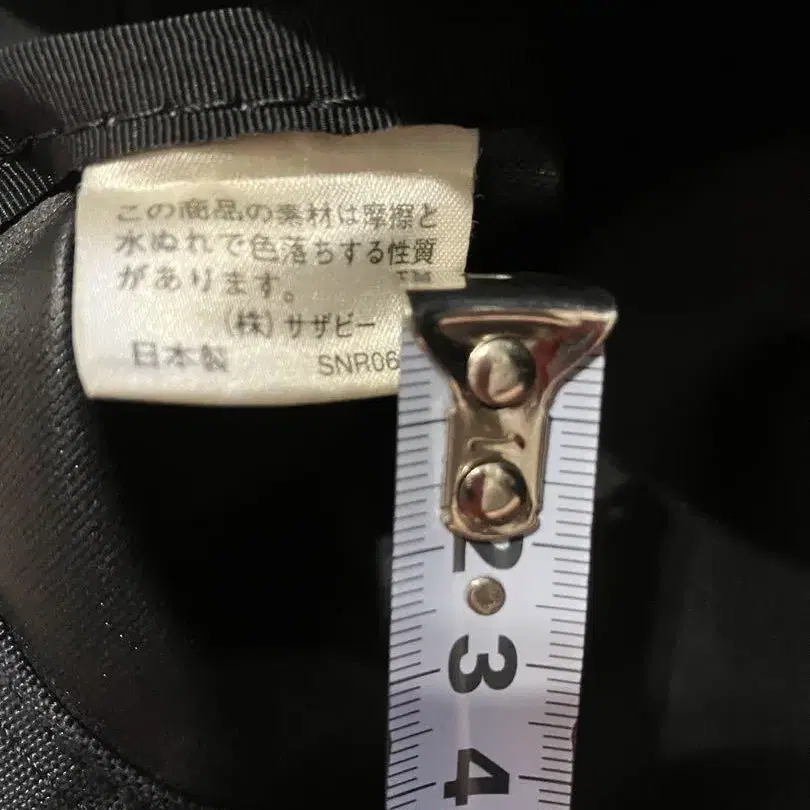 この商品の素材は摩擦と
水ぬれで色落ちする性質
があります。
(株) サザビー
日本製 SNR06
2
3
4